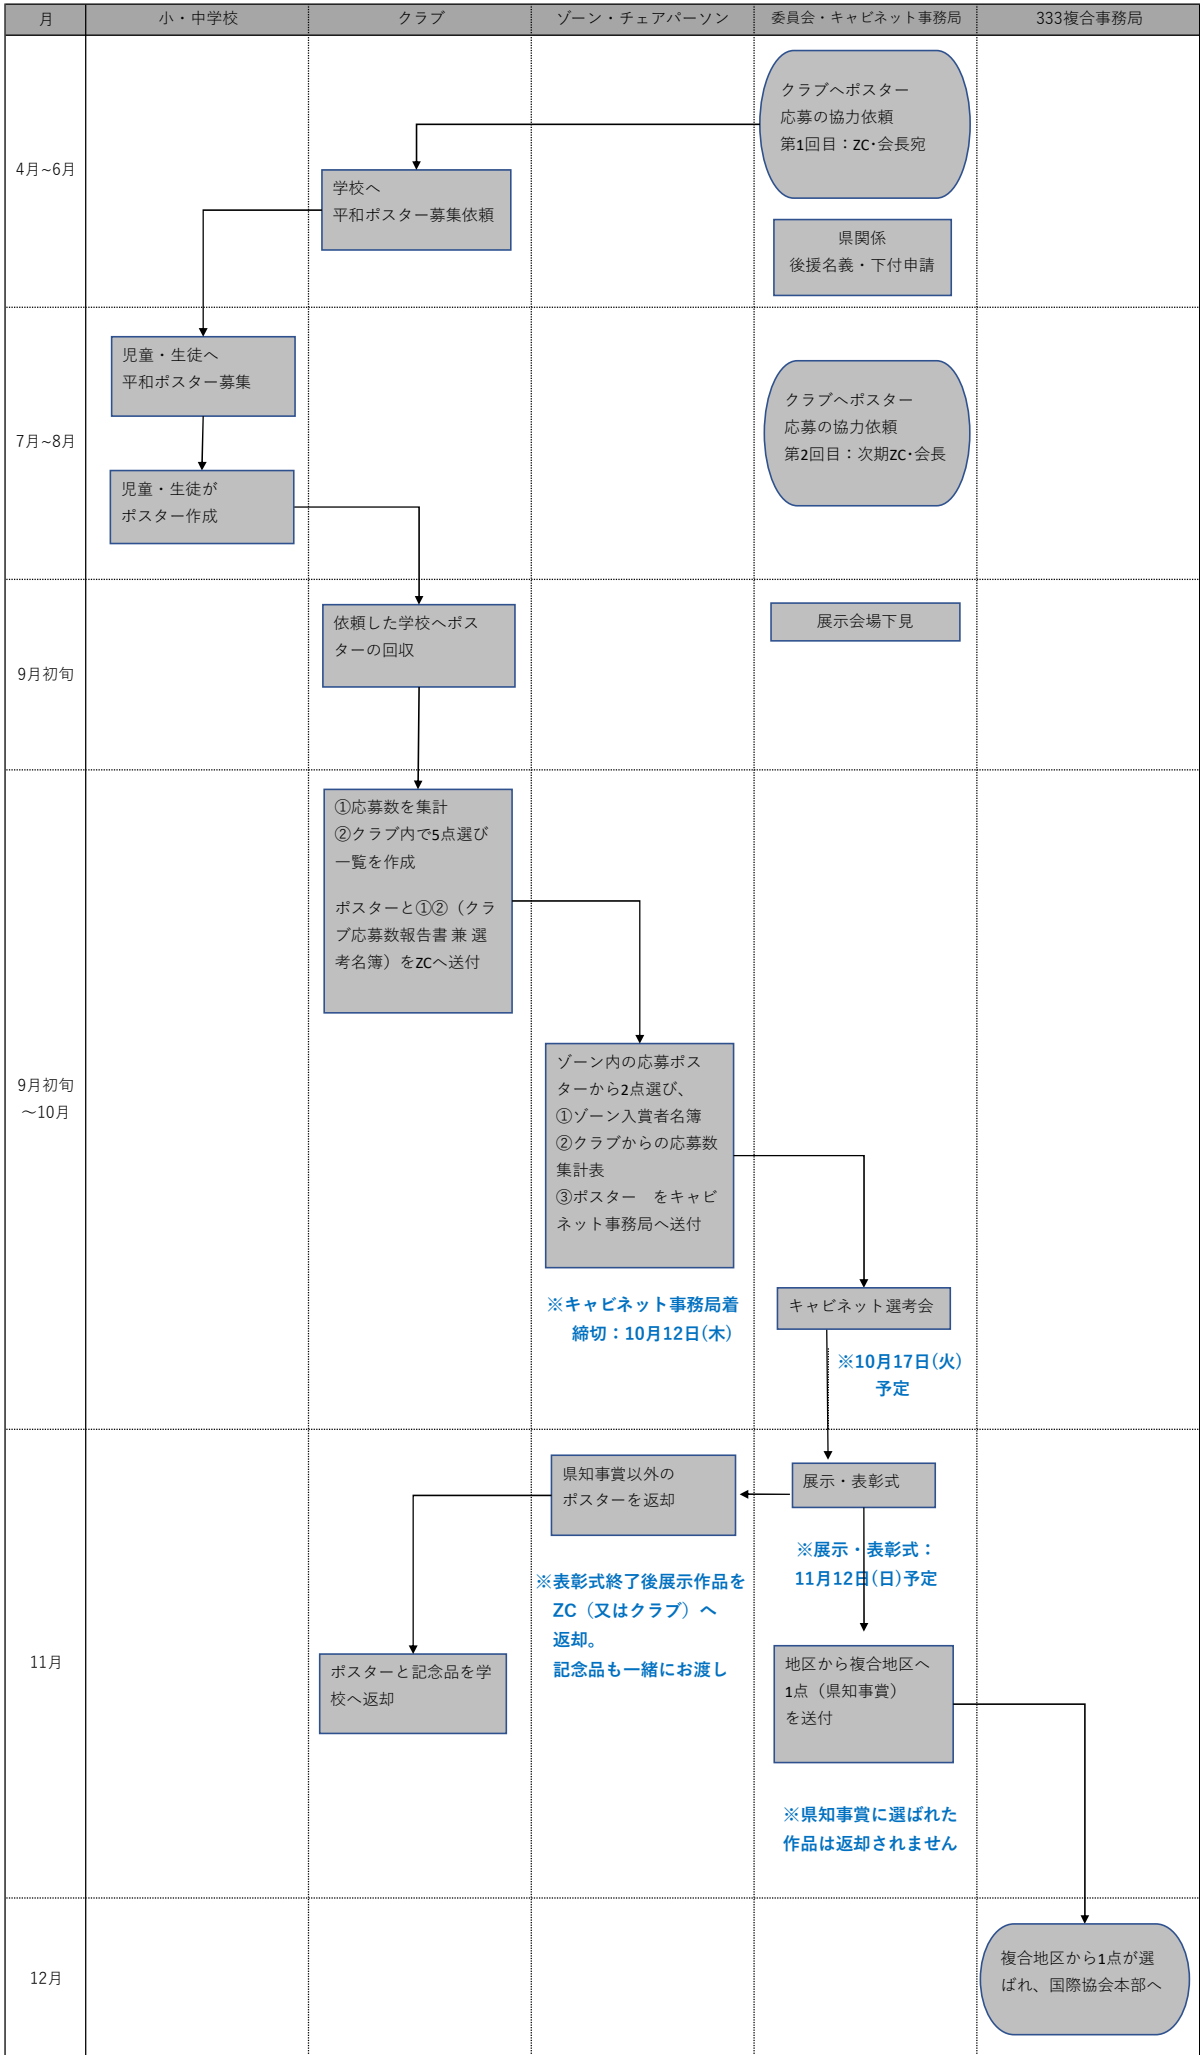 月
小・中学校
クラブ
ゾーン・チェアパーソン
委員会・キャビネット事務局
333複合事務局
4月~6月
クラブへポスター
応募の協力依頼
第1回目：ZC・会長宛
学校へ
平和ポスター募集依頼
県関係
後援名義・下付申請
7月~8月
児童・生徒へ
平和ポスター募集
クラブへポスター
応募の協力依頼
第2回目：次期ZC・会長
児童・生徒が
ポスター作成
9月初旬
依頼した学校へポス
ターの回収
展示会場下見
9月初旬
～10月
①応募数を集計
②クラブ内で5点選び
一覧を作成
ポスターと①②（クラ
ブ応募数報告書 兼 選
考名簿）をZCへ送付
ゾーン内の応募ポス
ターから2点選び、
①ゾーン入賞者名簿
②クラブからの応募数
集計表
③ポスター　をキャビ
ネット事務局へ送付
※キャビネット事務局着
締切：10月12日(木)
キャビネット選考会
※10月17日(火)
予定
11月
県知事賞以外の
ポスターを返却
展示・表彰式
※展示・表彰式：
11月12日(日)予定
※表彰式終了後展示作品を
ZC（又はクラブ）へ
返却。
記念品も一緒にお渡し
ポスターと記念品を学
校へ返却
地区から複合地区へ
1点（県知事賞）
を送付
※県知事賞に選ばれた
作品は返却されません
12月
複合地区から1点が選
ばれ、国際協会本部へ